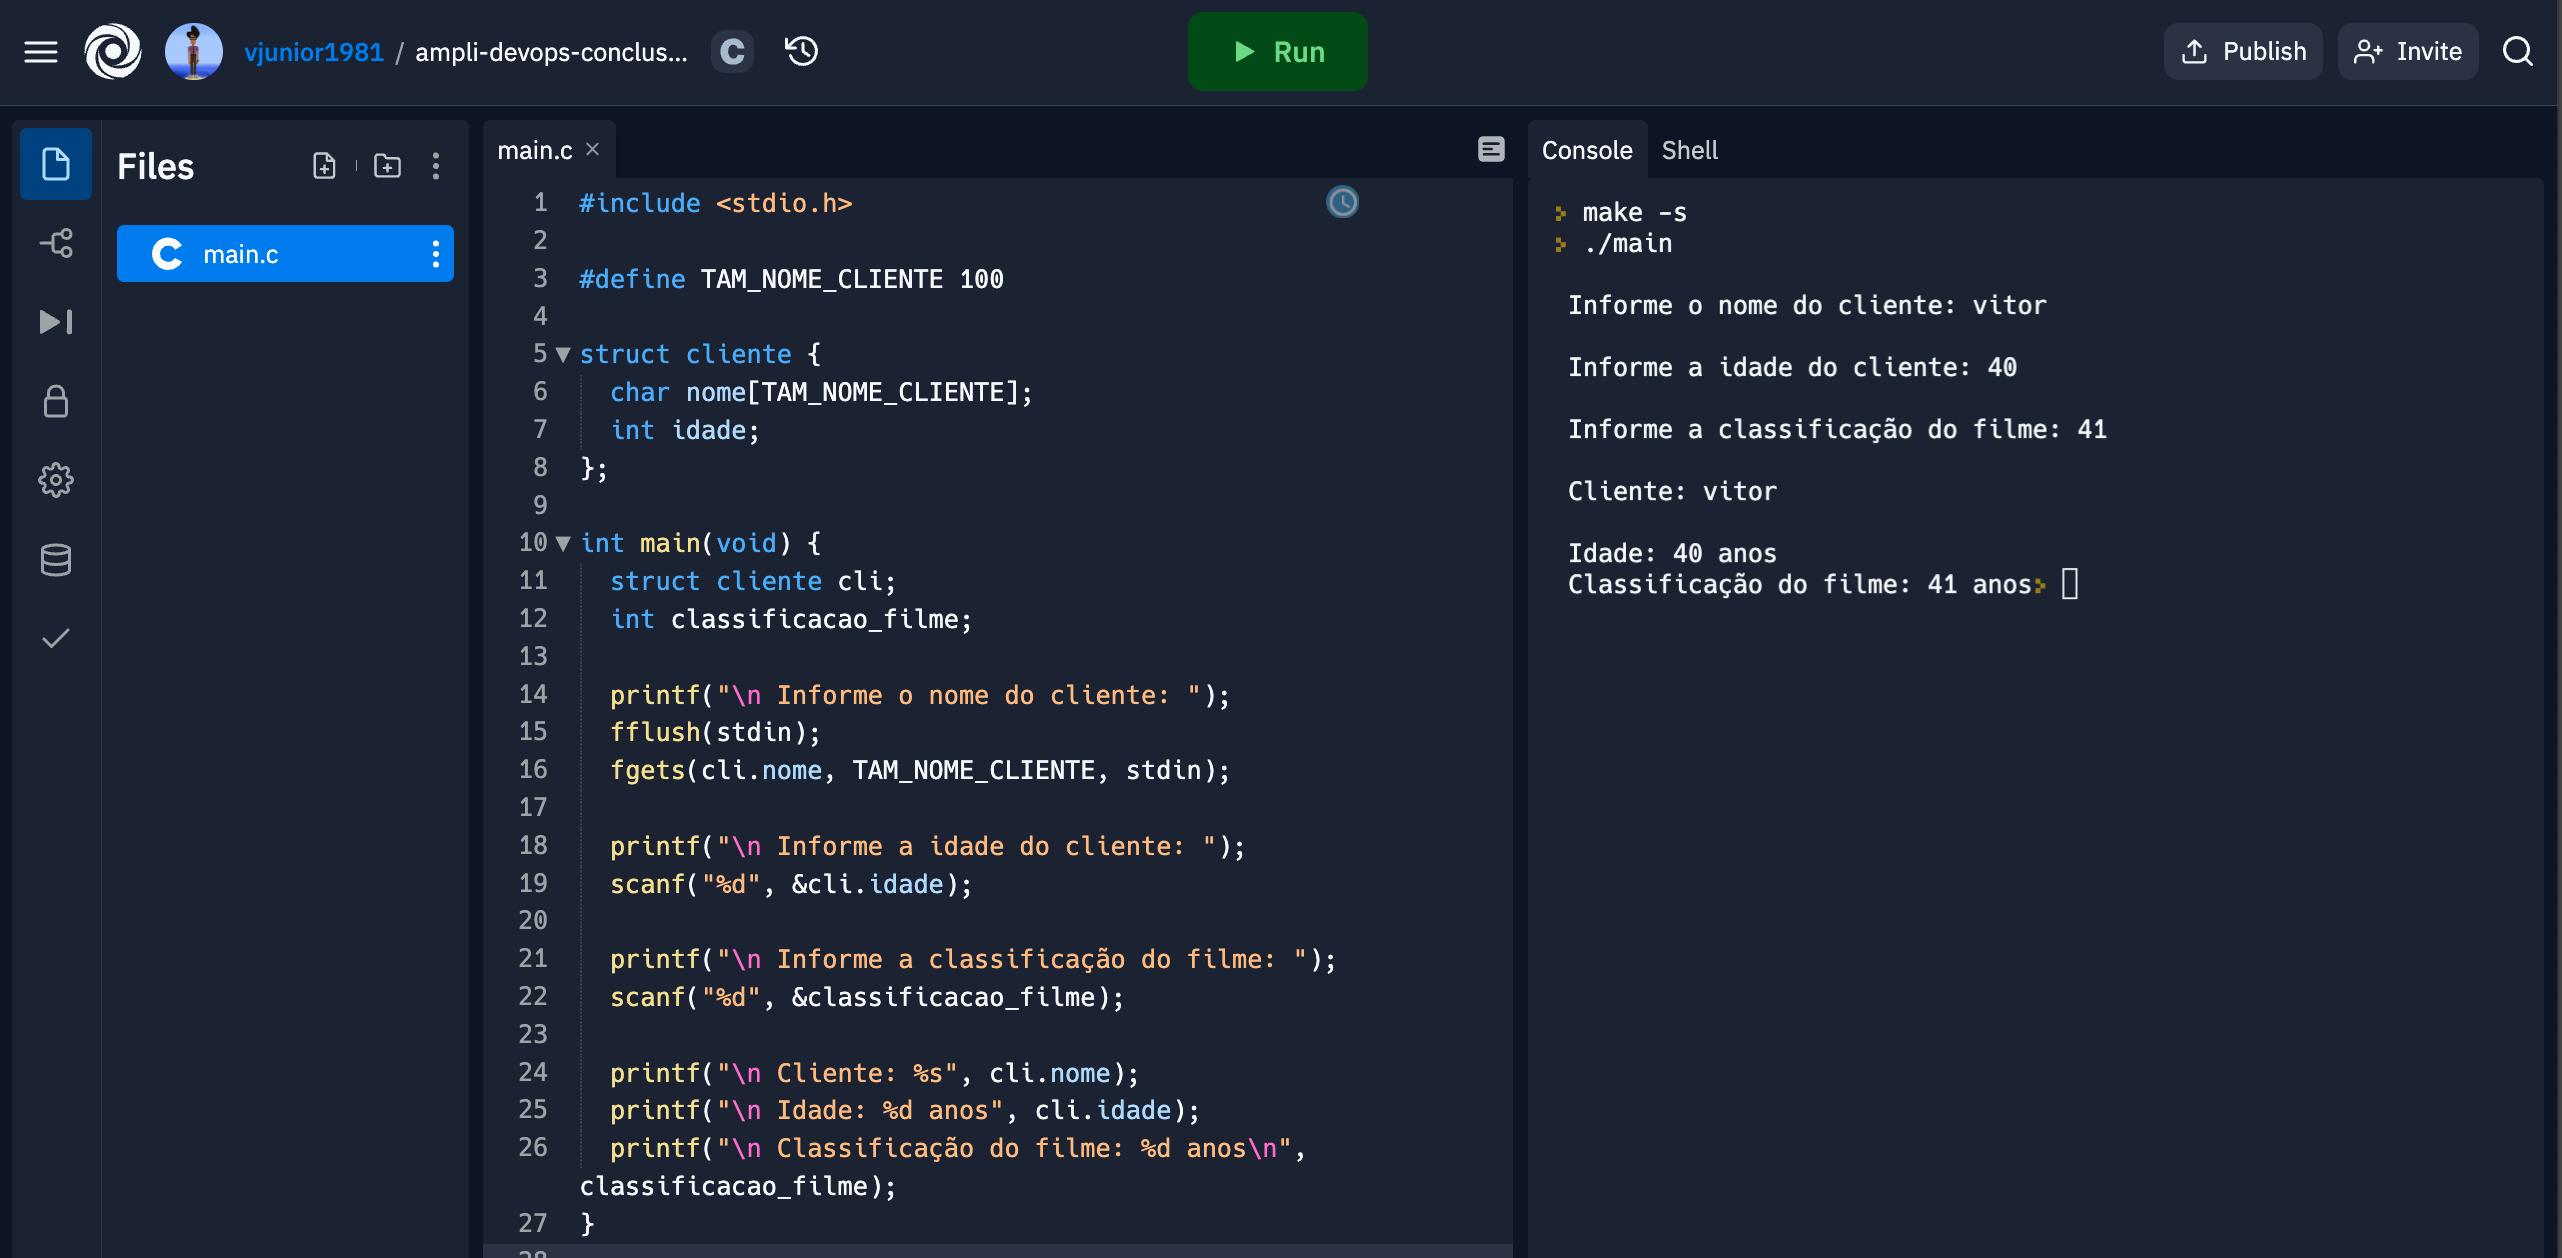 vjunior1981 / ampli-devops-conclus...
C
Run
Publish
Invite
Files
main.c
main.c
1 #include <stdio.h>
2
3 #define TAM_NOME_CLIENTE 100
4
5 struct cliente {
6 char nome[TAM_NOME_CLIENTE];
7 int idade;
8 };
9
10 int main(void) {
11 struct cliente cli;
12 int classificacao_filme;
13
14 printf("\n Informe o nome do cliente: ");
15 fflush(stdin);
16 fgets(cli.nome, TAM_NOME_CLIENTE, stdin);
17
18 printf("\n Informe a idade do cliente: ");
19 scanf("%d", &cli.idade);
20
21 printf("\n Informe a classificação do filme: ");
22 scanf("%d", &classificacao_filme);
23
24 printf("\n Cliente: %s", cli.nome);
25 printf("\n Idade: %d anos", cli.idade);
26 printf("\n Classificação do filme: %d anos\n",
classificacao_filme);
27 }
28
Console Shell
make -s
./main
Informe o nome do cliente: vitor
Informe a idade do cliente: 40
Informe a classificação do filme: 41
Cliente: vitor
Idade: 40 anos
Classificação do filme: 41 anos